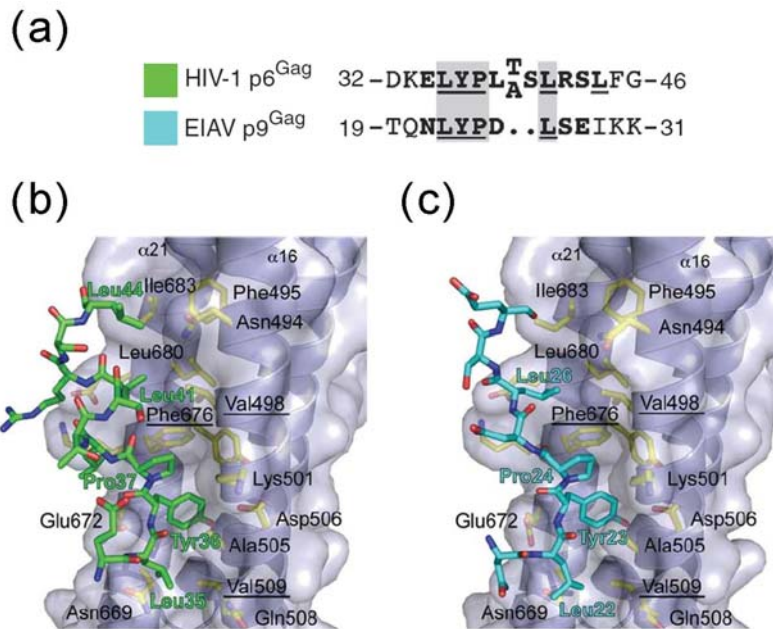 (a)
HIV-1 p6Gag 32 –DKELYPLTASLRSLFG–46
EIAV p9Gag 19 –TQNLYPD..LSEIKK–31
(b)
α21
α16
Leu44
Ile683
Phe495
Asn494
Leu680
Leu41
Phe676
Val498
Pro37
Lys501
Glu672
Tyr36
Asp506
Ala505
Leu35
Val509
Asn669
Gln508
(c)
α21
α16
Ile683
Phe495
Asn494
Leu680
Leu26
Phe676
Val498
Pro24
Lys501
Glu672
Tyr23
Asp506
Ala505
Val509
Asn669
Leu22
Gln508